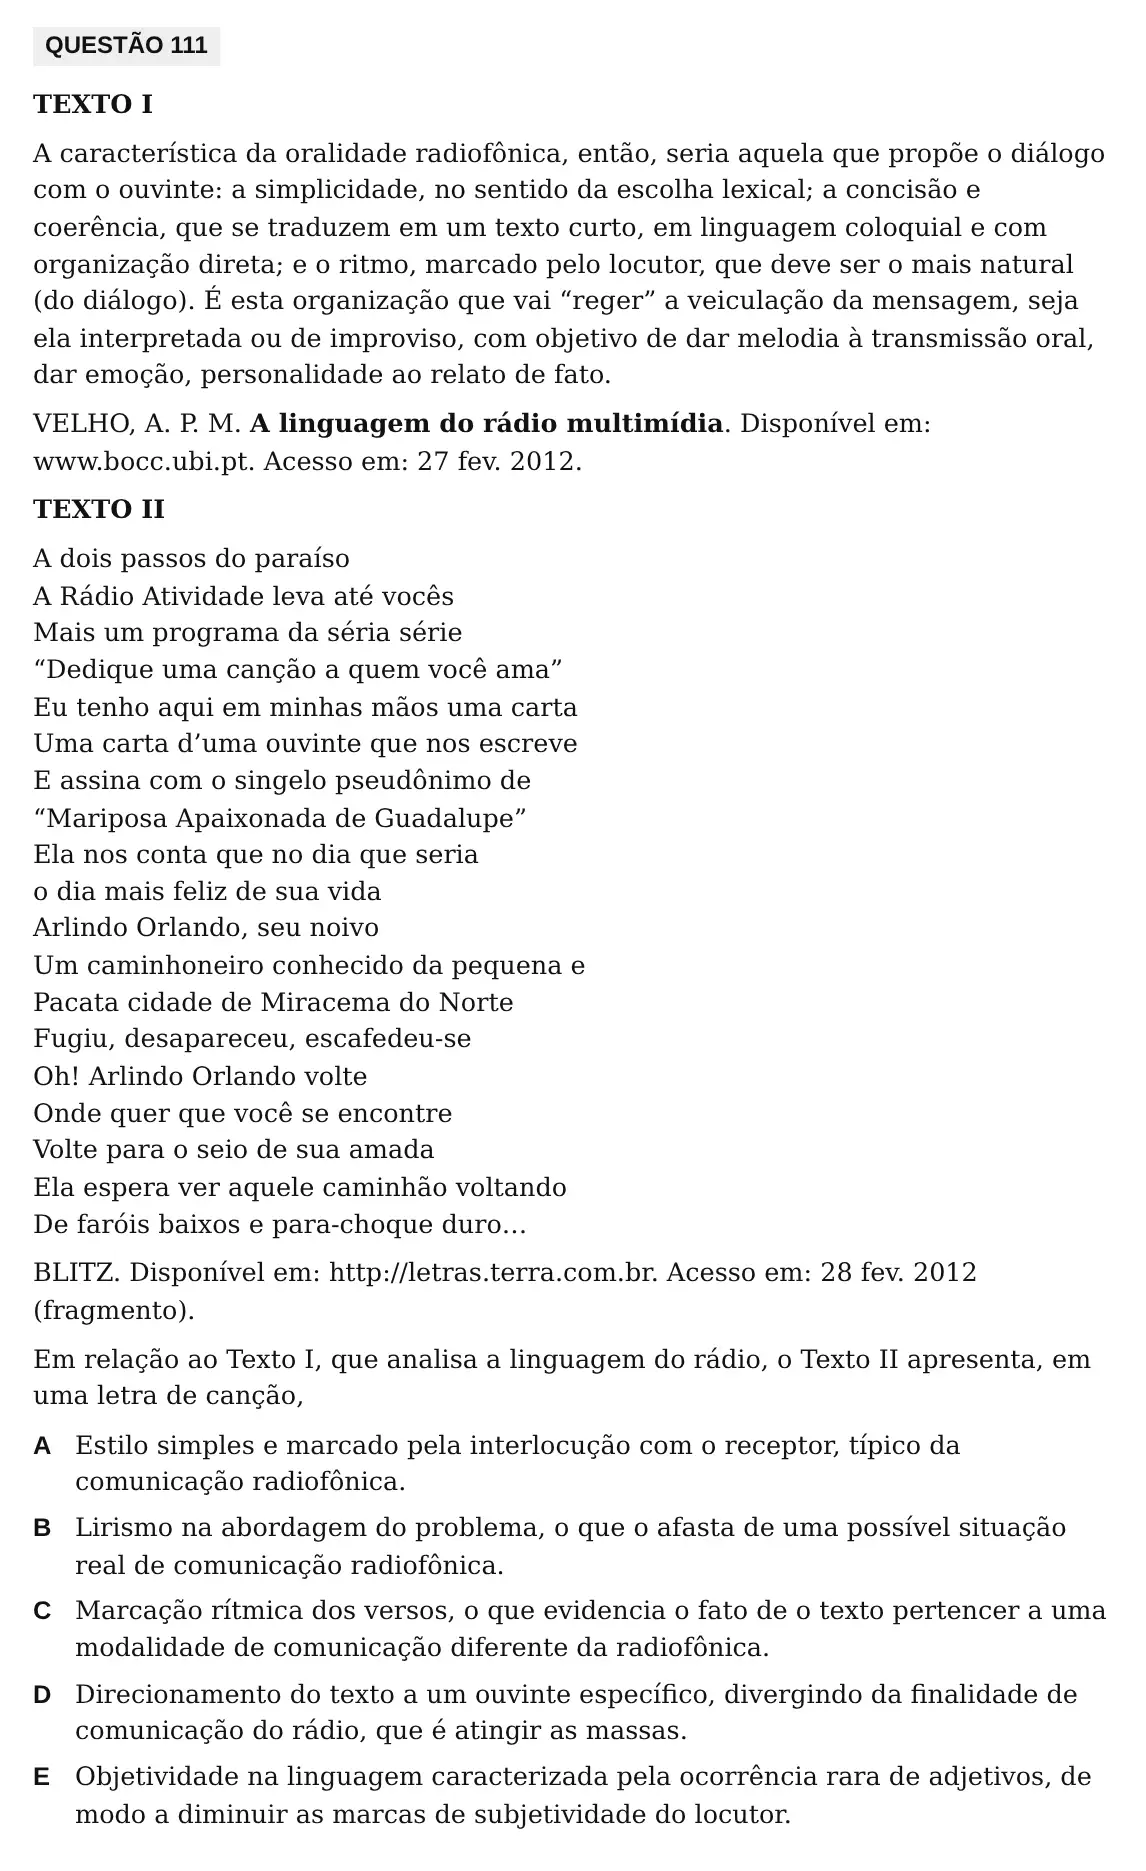 QUESTÃO 111
TEXTO I
A característica da oralidade radiofônica, então, seria aquela que propõe o diálogo
com o ouvinte: a simplicidade, no sentido da escolha lexical; a concisão e
coerência, que se traduzem em um texto curto, em linguagem coloquial e com
organização direta; e o ritmo, marcado pelo locutor, que deve ser o mais natural
(do diálogo). É esta organização que vai “reger” a veiculação da mensagem, seja
ela interpretada ou de improviso, com objetivo de dar melodia à transmissão oral,
dar emoção, personalidade ao relato de fato.
VELHO, A. P. M. A linguagem do rádio multimídia. Disponível em:
www.bocc.ubi.pt. Acesso em: 27 fev. 2012.
TEXTO II
A dois passos do paraíso
A Rádio Atividade leva até vocês
Mais um programa da séria série
“Dedique uma canção a quem você ama”
Eu tenho aqui em minhas mãos uma carta
Uma carta d’uma ouvinte que nos escreve
E assina com o singelo pseudônimo de
“Mariposa Apaixonada de Guadalupe”
Ela nos conta que no dia que seria
o dia mais feliz de sua vida
Arlindo Orlando, seu noivo
Um caminhoneiro conhecido da pequena e
Pacata cidade de Miracema do Norte
Fugiu, desapareceu, escafedeu-se
Oh! Arlindo Orlando volte
Onde quer que você se encontre
Volte para o seio de sua amada
Ela espera ver aquele caminhão voltando
De faróis baixos e para-choque duro...
BLITZ. Disponível em: http://letras.terra.com.br. Acesso em: 28 fev. 2012
(fragmento).
Em relação ao Texto I, que analisa a linguagem do rádio, o Texto II apresenta, em
uma letra de canção,
A Estilo simples e marcado pela interlocução com o receptor, típico da
comunicação radiofônica.
B Lirismo na abordagem do problema, o que o afasta de uma possível situação
real de comunicação radiofônica.
C Marcação rítmica dos versos, o que evidencia o fato de o texto pertencer a uma
modalidade de comunicação diferente da radiofônica.
D Direcionamento do texto a um ouvinte específico, divergindo da finalidade de
comunicação do rádio, que é atingir as massas.
E Objetividade na linguagem caracterizada pela ocorrência rara de adjetivos, de
modo a diminuir as marcas de subjetividade do locutor.